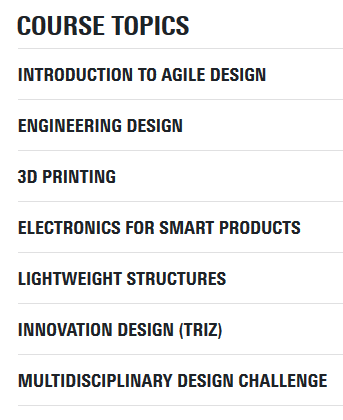 COURSE TOPICS
INTRODUCTION TO AGILE DESIGN
ENGINEERING DESIGN
3D PRINTING
ELECTRONICS FOR SMART PRODUCTS
LIGHTWEIGHT STRUCTURES
INNOVATION DESIGN (TRIZ)
MULTIDISCIPLINARY DESIGN CHALLENGE